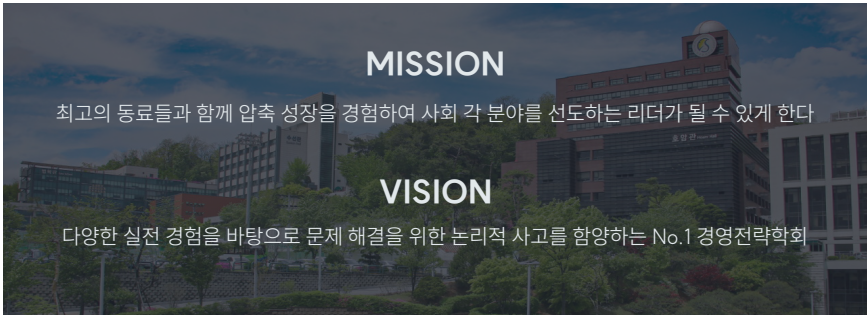 MISSION
최고의 동료들과 함께 압축 성장을 경험하여 사회 각 분야를 선도하는 리더가 될 수 있게 한다
VISION
다양한 실전 경험을 바탕으로 문제 해결을 위한 논리적 사고를 함양하는 No.1 경영전략학회